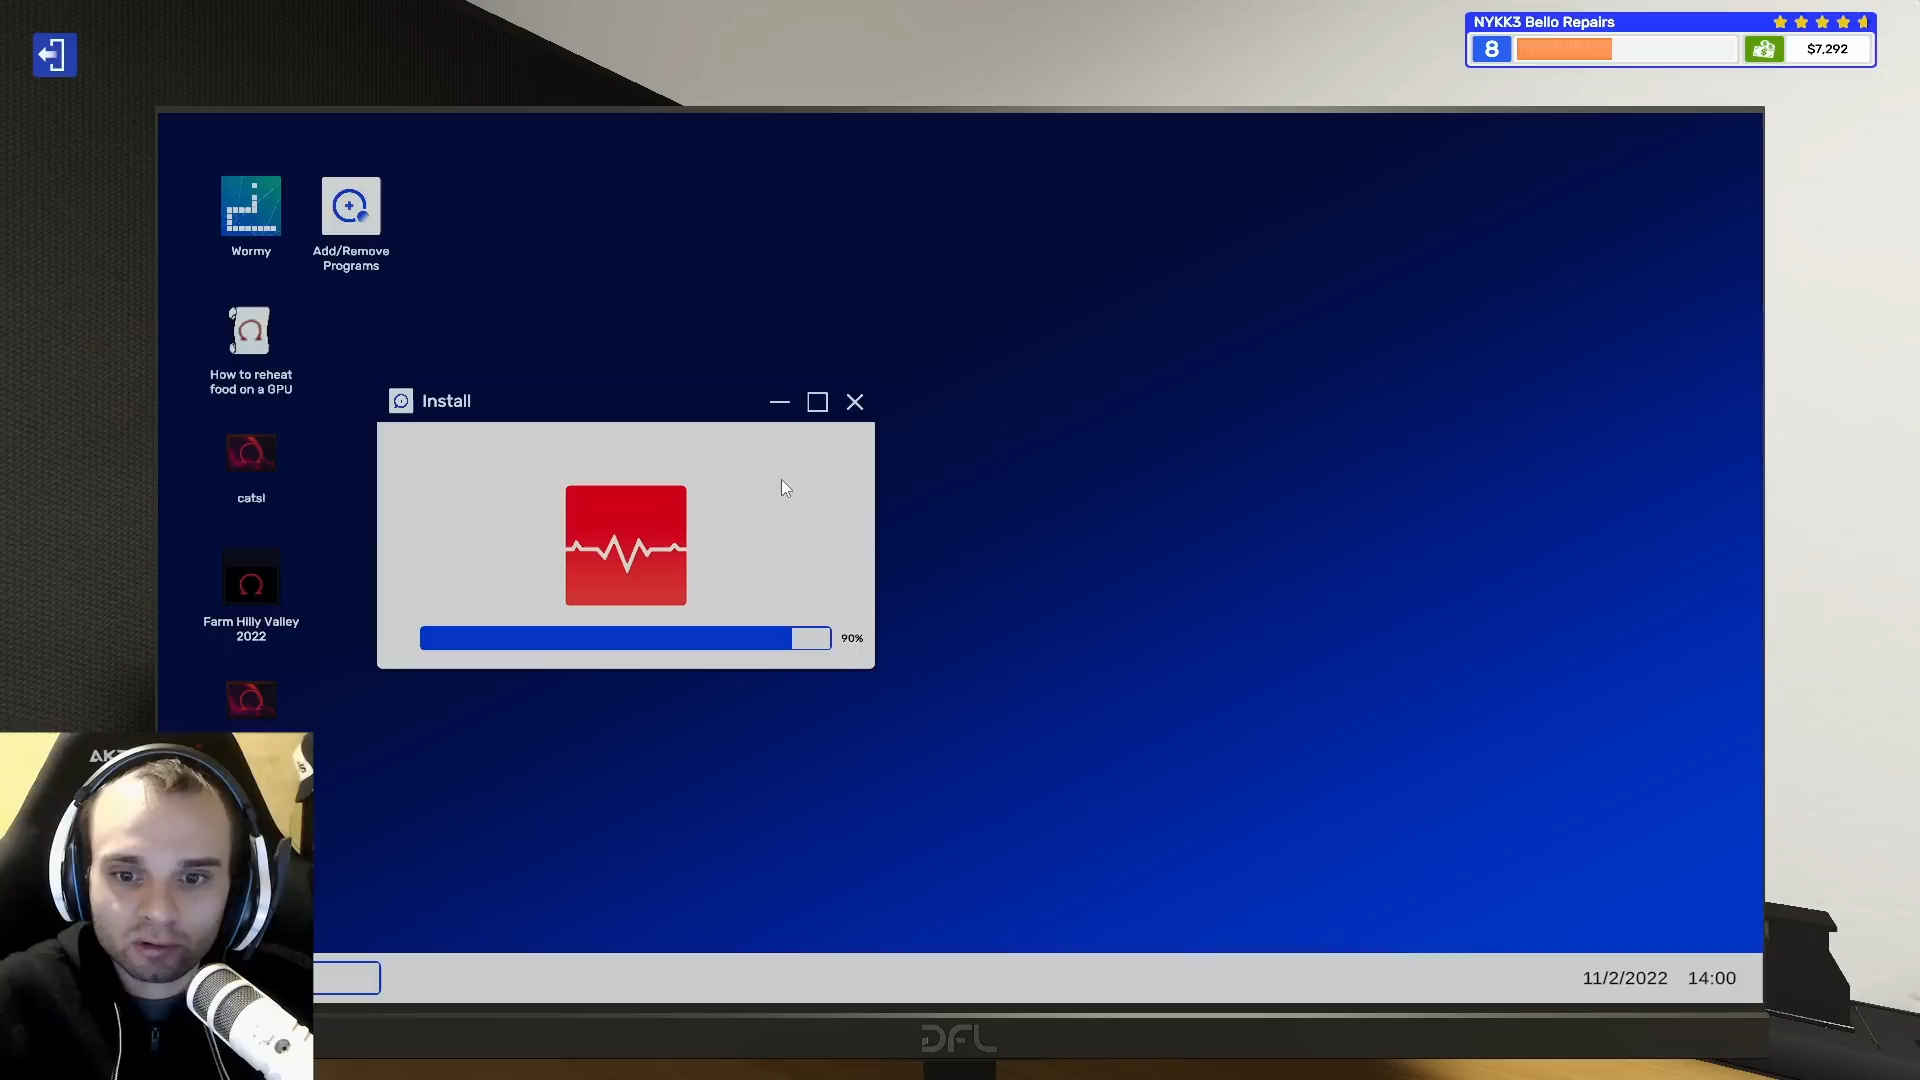 NYKK3 Bello Repairs
8
$7,292
Wormy
Add/Remove
Programs
How to reheat
food on a GPU
cats!
Farm Hilly Valley
2022
Install
90%
11/2/2022 14:00
DFL